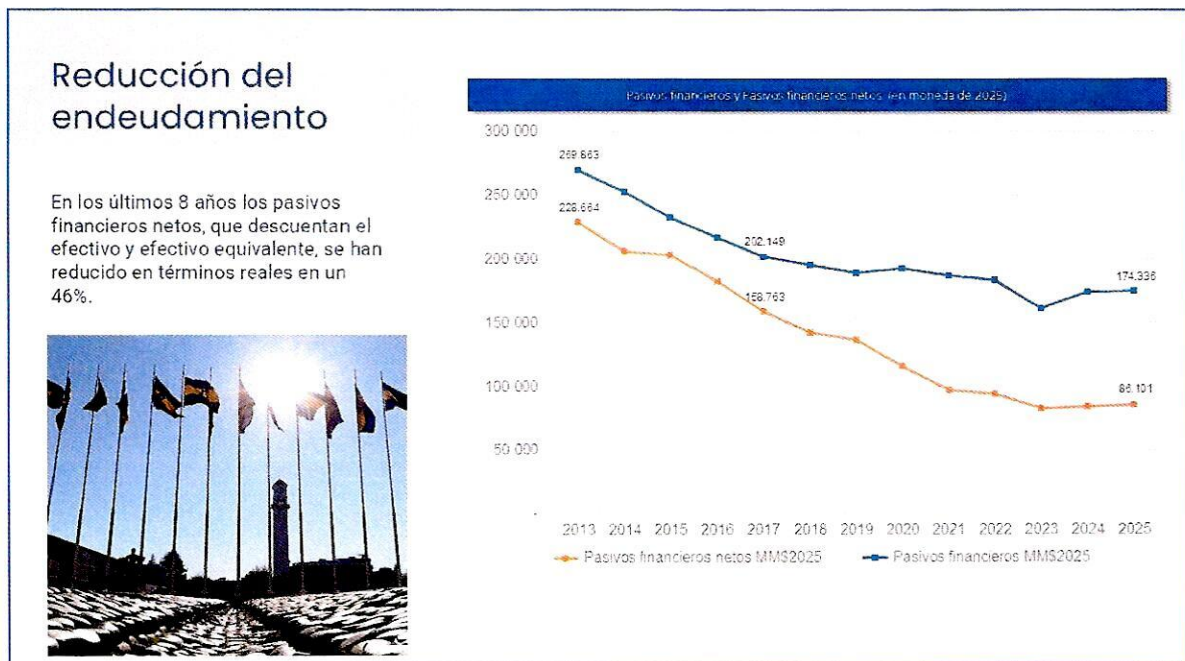 Reducción del
endeudamiento
En los últimos 8 años los pasivos
financieros netos, que descuentan el
efectivo y efectivo equivalente, se han
reducido en términos reales en un
46%.
Pasivos financieros y Pasivos financieros netos (en moneda de 2025)
300 000
250 000
200 000
150 000
100 000
50 000
-
269.863
228.664
202.149
158.763
174.336
86.101
2013 2014 2015 2016 2017 2018 2019 2020 2021 2022 2023 2024 2025
Pasivos financieros netos MM$2025
Pasivos financieros MM$2025